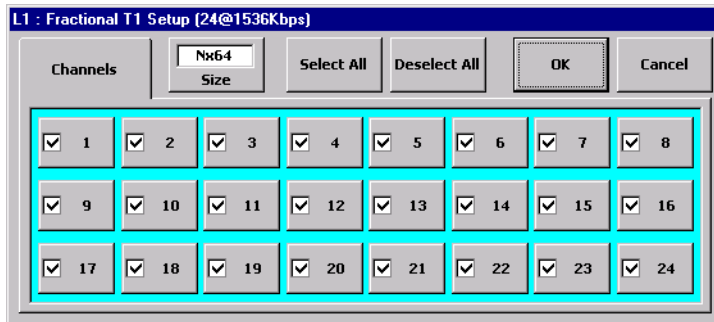 L1 : Fractional T1 Setup (24@1536Kbps)
Channels Nx64 Size Select All Deselect All OK Cancel
1 2 3 4 5 6 7 8
9 10 11 12 13 14 15 16
17 18 19 20 21 22 23 24